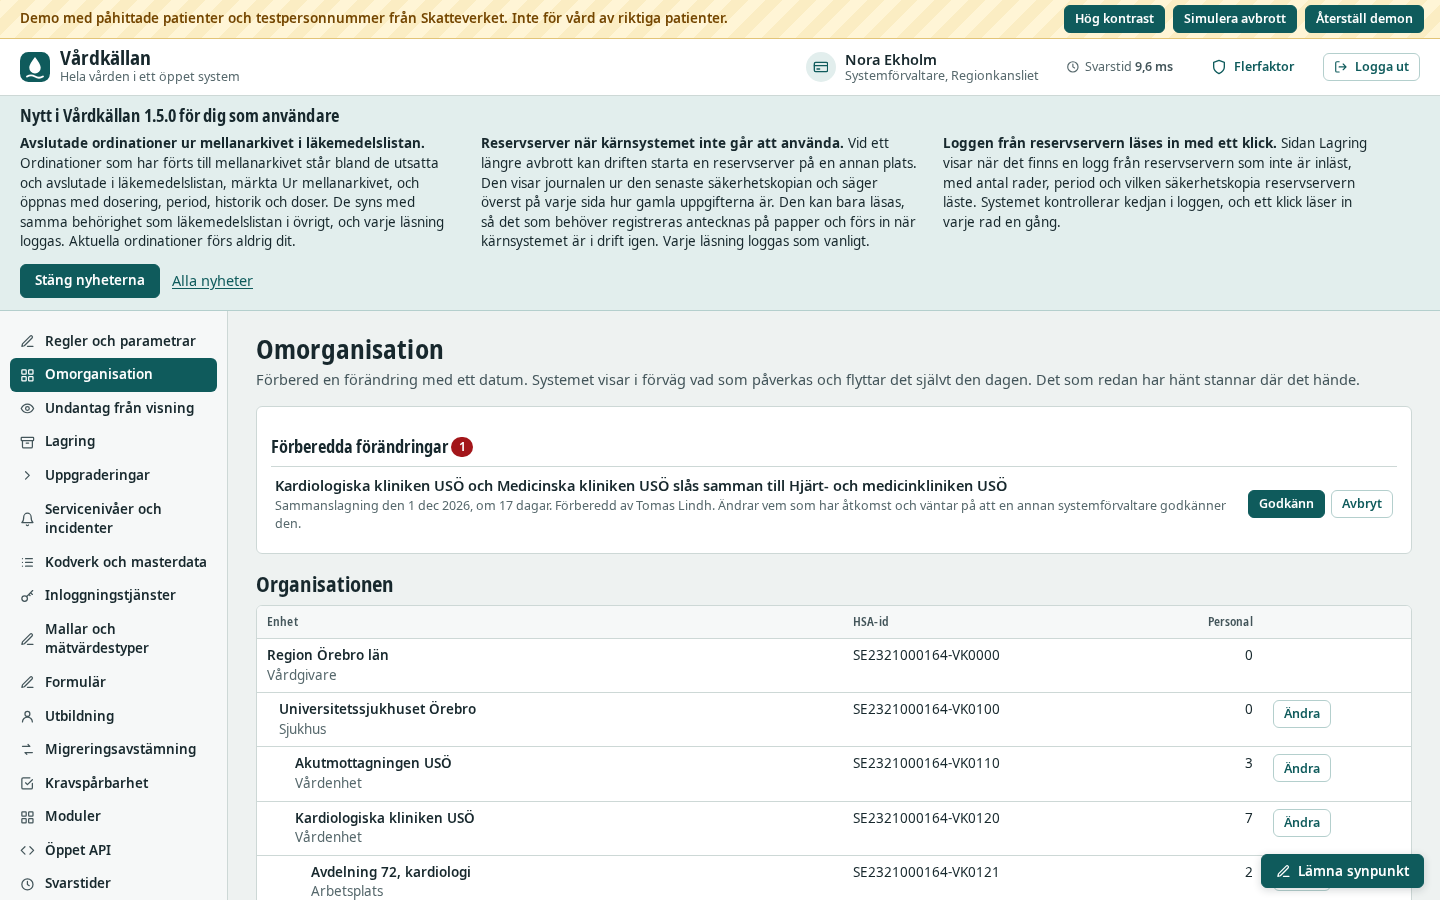 Demo med påhittade patienter och testpersonnummer från Skatteverket. Inte för vård av riktiga patienter.
Hög kontrast
Simulera avbrott
Återställ demon
Vårdkällan
Hela vården i ett öppet system
Nora Ekholm
Systemförvaltare, Regionkansliet
Svarstid 9,6 ms
Flerfaktor
Logga ut
Nytt i Vårdkällan 1.5.0 för dig som användare
Avslutade ordinationer ur mellanarkivet i läkemedelslistan.
Ordinationer som har förts till mellanarkivet står bland de utsatta
och avslutade i läkemedelslistan, märkta Ur mellanarkivet, och
öppnas med dosering, period, historik och doser. De syns med
samma behörighet som läkemedelslistan i övrigt, och varje läsning
loggas. Aktuella ordinationer förs aldrig dit.
Reservserver när kärnsystemet inte går att använda. Vid ett
längre avbrott kan driften starta en reservserver på en annan plats.
Den visar journalen ur den senaste säkerhetskopian och säger
överst på varje sida hur gamla uppgifterna är. Den kan bara läsas,
så det som behöver registreras antecknas på papper och förs in när
kärnsystemet är i drift igen. Varje läsning loggas som vanligt.
Loggen från reservservern läses in med ett klick. Sidan Lagring
visar när det finns en logg från reservservern som inte är inläst,
med antal rader, period och vilken säkerhetskopia reservservern
läste. Systemet kontrollerar kedjan i loggen, och ett klick läser in
varje rad en gång.
Stäng nyheterna
Alla nyheter
Regler och parametrar
Omorganisation
Undantag från visning
Lagring
Uppgraderingar
Servicenivåer och
incidenter
Kodverk och masterdata
Inloggningstjänster
Mallar och
mätvärdestyper
Formulär
Utbildning
Migreringsavstämning
Kravspårbarhet
Moduler
Öppet API
Svarstider
Omorganisation
Förbered en förändring med ett datum. Systemet visar i förväg vad som påverkas och flyttar det självt den dagen. Det som redan har hänt stannar där det hände.
Förberedda förändringar 1
Kardiologiska kliniken USÖ och Medicinska kliniken USÖ slås samman till Hjärt- och medicinkliniken USÖ
Sammanslagning den 1 dec 2026, om 17 dagar. Förberedd av Tomas Lindh. Ändrar vem som har åtkomst och väntar på att en annan systemförvaltare godkänner
den.
Godkänn
Avbryt
Organisationen
Enhet HSA-id Personal
Region Örebro län SE2321000164-VK0000 0
Vårdgivare
Universitetssjukhuset Örebro SE2321000164-VK0100 0 Ändra
Sjukhus
Akutmottagningen USÖ SE2321000164-VK0110 3 Ändra
Vårdenhet
Kardiologiska kliniken USÖ SE2321000164-VK0120 7 Ändra
Vårdenhet
Avdelning 72, kardiologi SE2321000164-VK0121 2
Arbetsplats
Lämna synpunkt